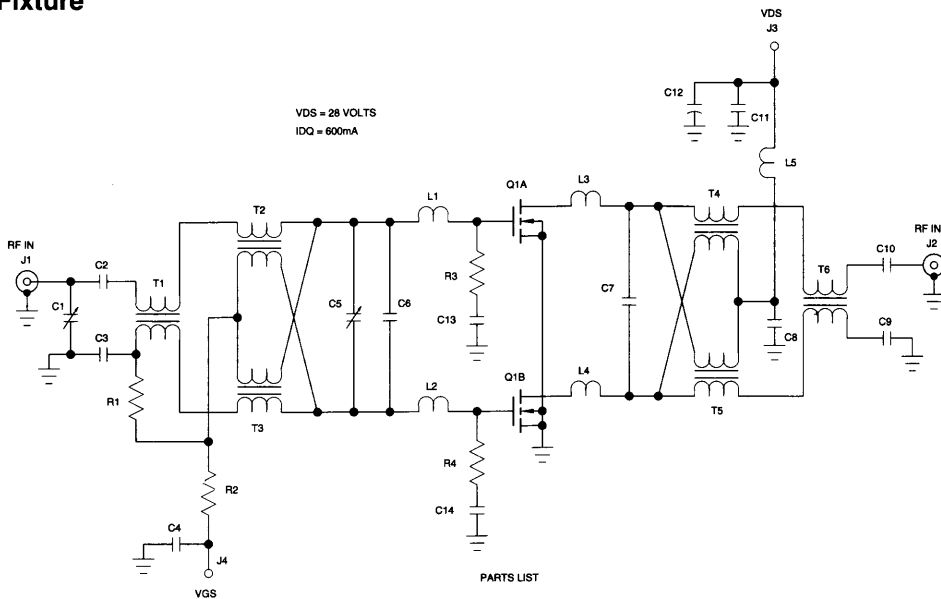 Fixture
VDS
J3
C12
C11
VDS = 28 VOLTS
IDQ = 600mA
L5
Q1A
L3
L1
T2
T4
RF IN
J1
C2
T1
R3
RF IN
J2
C10
T6
C1
C5
C6
C7
C3
C13
C8
C9
R1
Q1B
L4
L2
T3
T5
R4
R2
C14
C4
J4
VGS
PARTS LIST